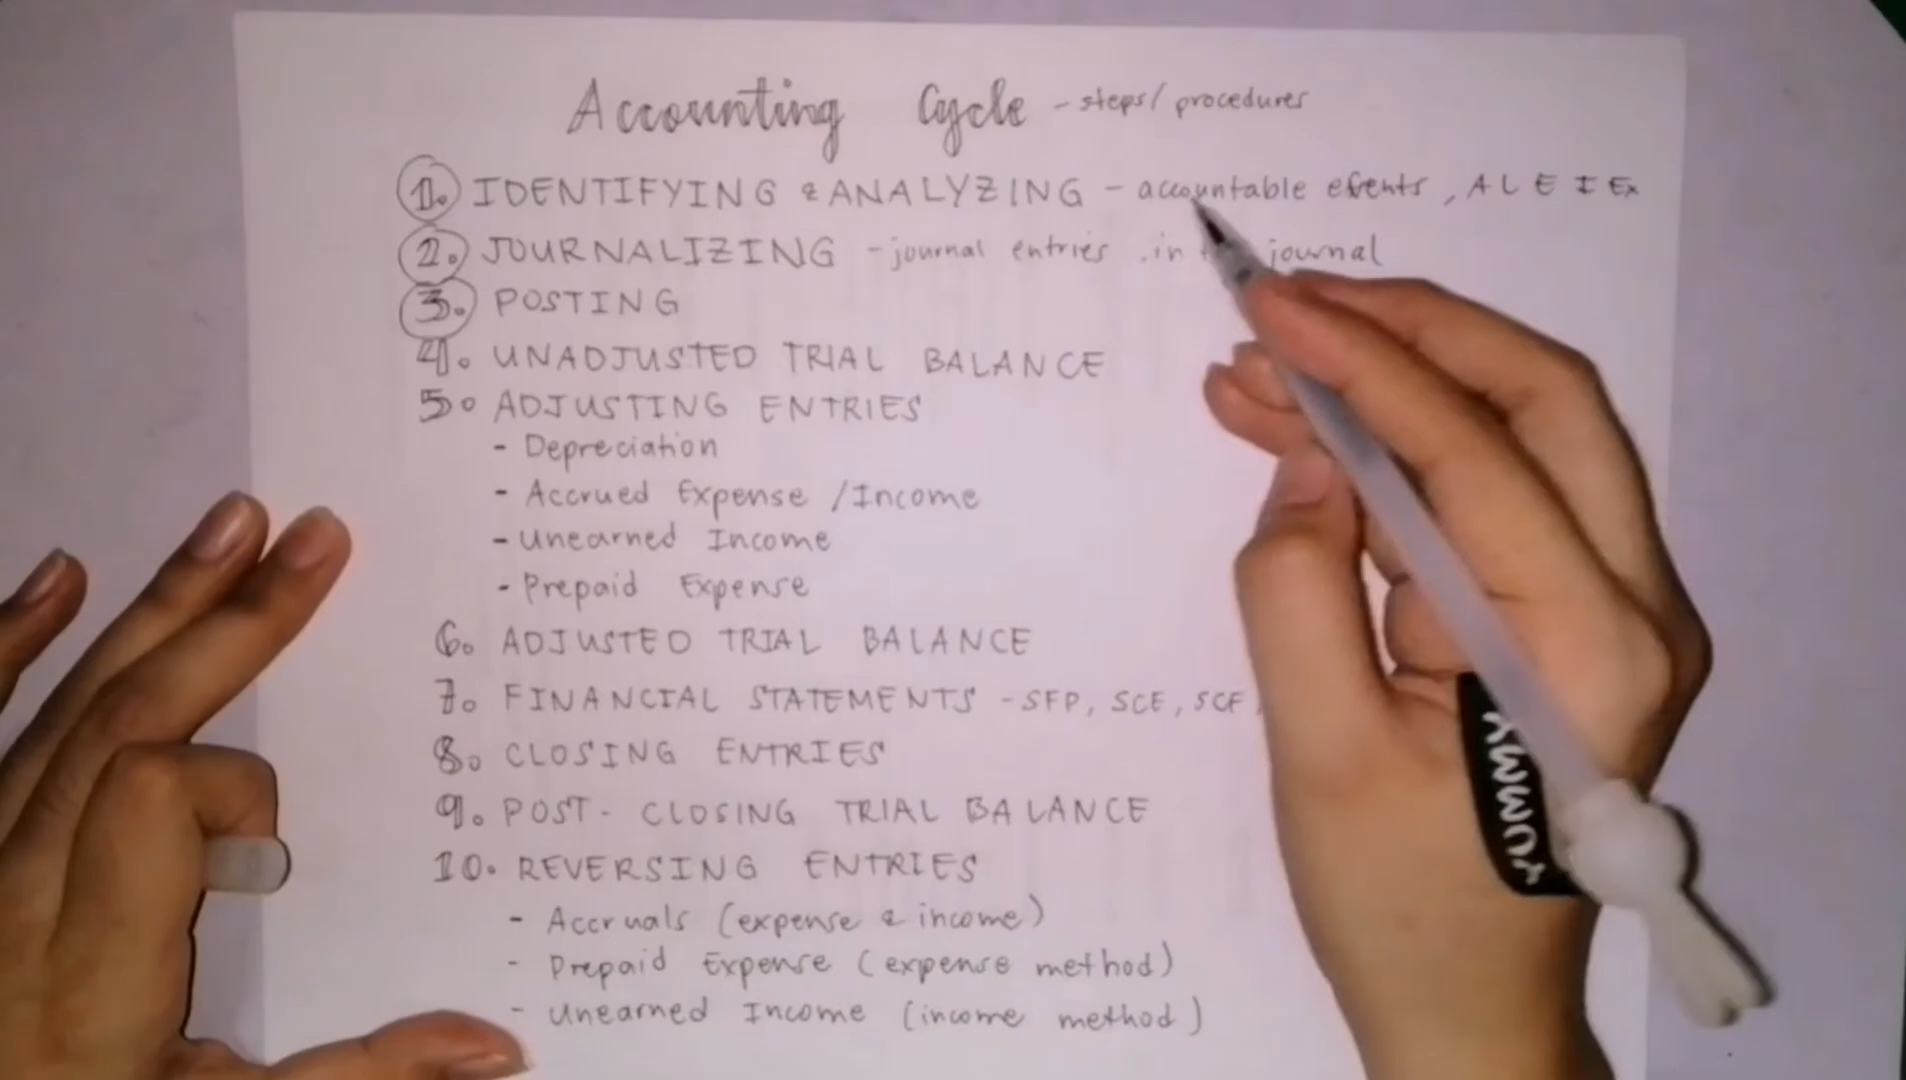 Accounting Cycle - steps/procedures
1. IDENTIFYING & ANALYZING - accountable events, A L E I Ex
2. JOURNALIZING - journal entries in journal
3. POSTING
4. UNADJUSTED TRIAL BALANCE
5. ADJUSTING ENTRIES
- Depreciation
- Accrued Expense /Income
- Unearned Income
- Prepaid Expense
6. ADJUSTED TRIAL BALANCE
7. FINANCIAL STATEMENTS - SFP, SCE, SCF
8. CLOSING ENTRIES
9. POST- CLOSING TRIAL BALANCE
10. REVERSING ENTRIES
- Accruals (expense & income)
- Prepaid Expense (expense method)
- Unearned Income (income method)
YUMMY